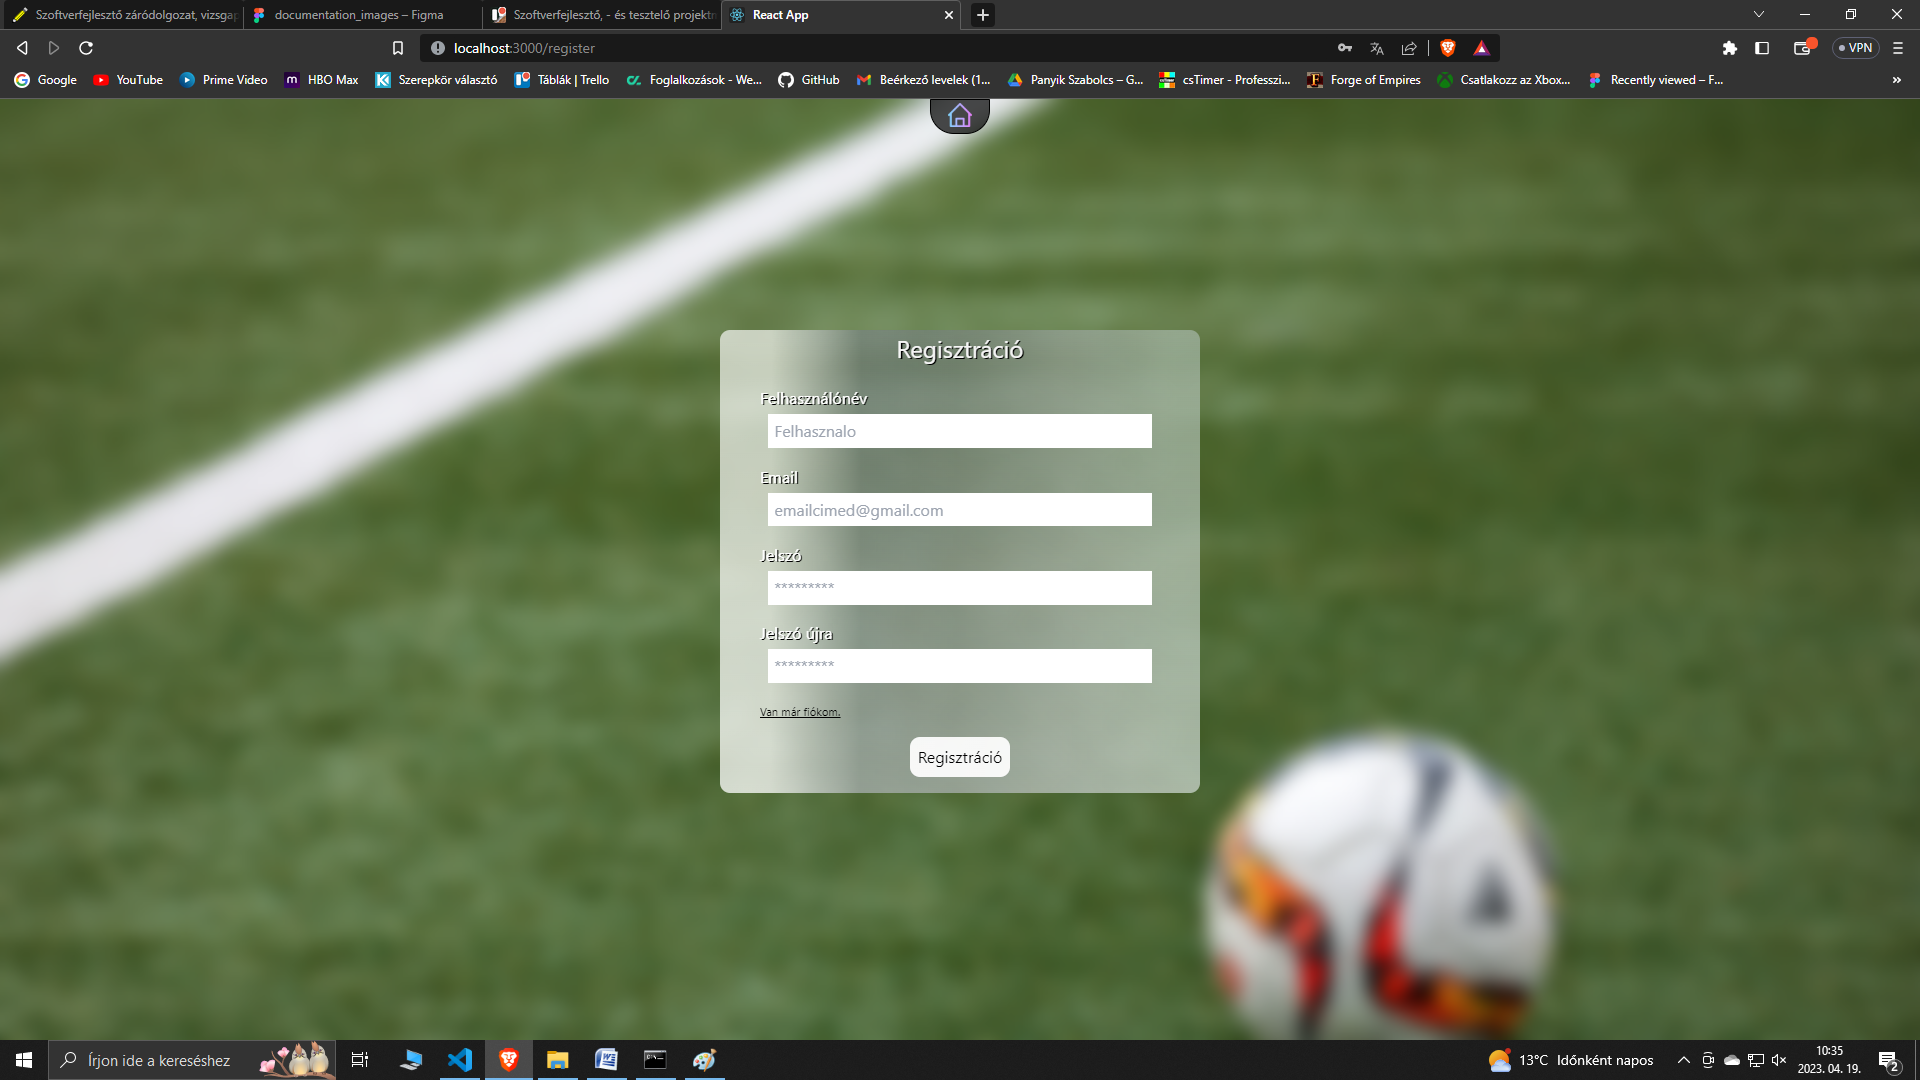 Szoftverfejlesztő záródolgozat, vizsgap
documentation_images – Figma
Szoftverfejlesztő, - és tesztelő projektm
React App
localhost:3000/register
VPN
Google
YouTube
Prime Video
HBO Max
Szerepkör választó
Táblák | Trello
Foglalkozások - We...
GitHub
Beérkező levelek (1...
Panyik Szabolcs – G...
csTimer - Professzi...
Forge of Empires
Csatlakozz az Xbox...
Recently viewed – F...
»
Regisztráció
Felhasználónév
Felhasznalo
Email
emailcimed@gmail.com
Jelszó
*********
Jelszó újra
*********
Van már fiókom.
Regisztráció
Írjon ide a kereséshez
13°C Időnként napos
10:35
2023. 04. 19.
2